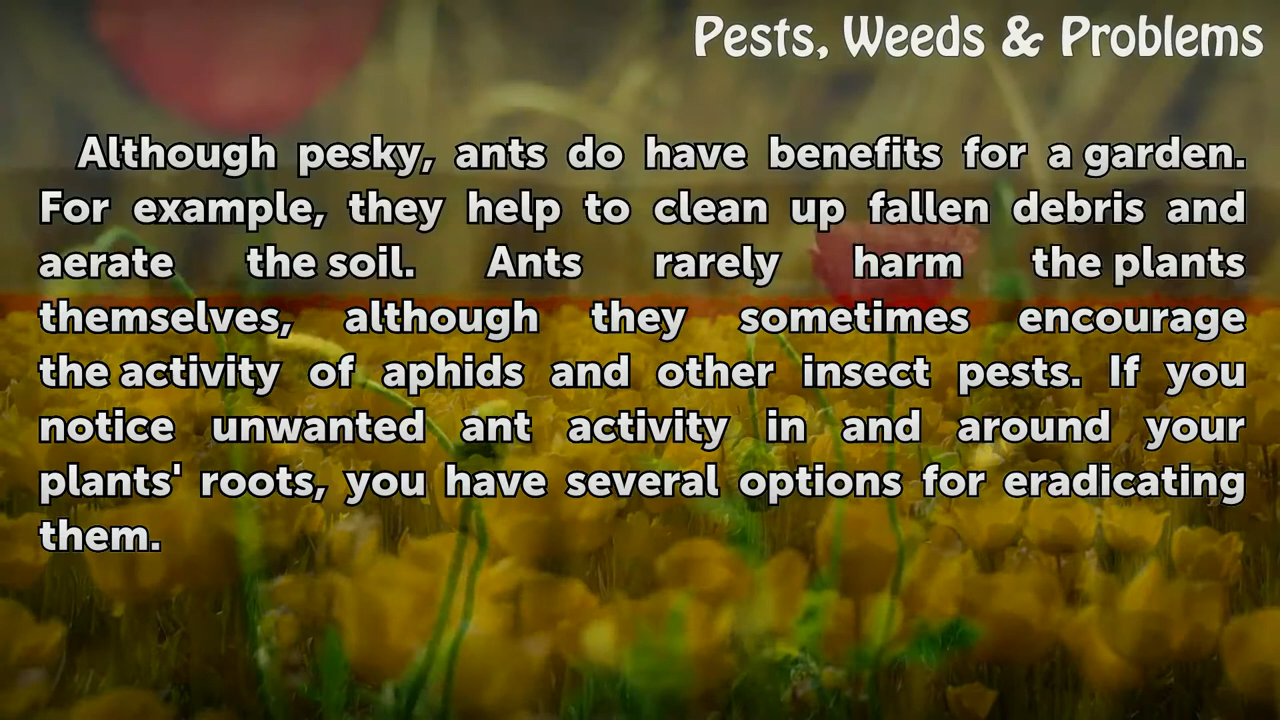 Pests, Weeds & Problems
Although pesky, ants do have benefits for a garden.
For example, they help to clean up fallen debris and
aerate the soil. Ants rarely harm the plants
themselves, although they sometimes encourage
the activity of aphids and other insect pests. If you
notice unwanted ant activity in and around your
plants' roots, you have several options for eradicating
them.